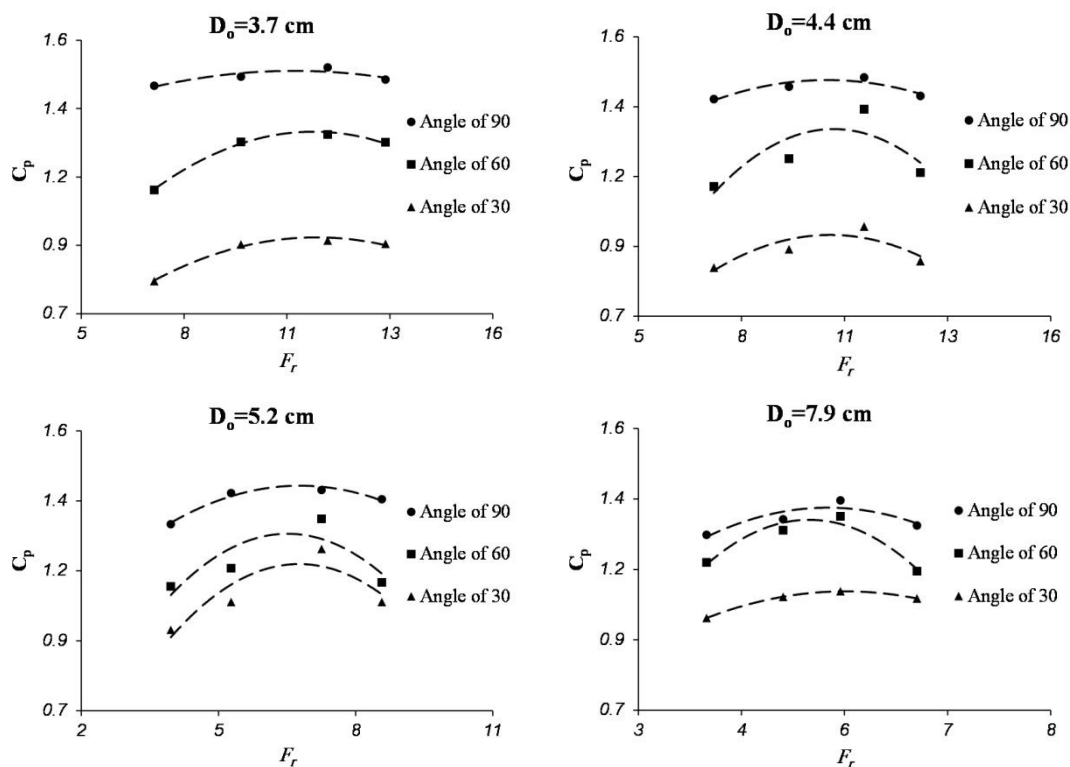 D₀=3.7 cm
1.6
1.4
1.2
0.9
0.7
Cₚ
5 8 11 13 16
Fᵣ
Angle of 90
Angle of 60
Angle of 30
D₀=4.4 cm
1.6
1.4
1.2
0.9
0.7
Cₚ
5 8 11 13 16
Fᵣ
Angle of 90
Angle of 60
Angle of 30
D₀=5.2 cm
1.6
1.4
1.2
0.9
0.7
Cₚ
2 5 8 11
Fᵣ
Angle of 90
Angle of 60
Angle of 30
D₀=7.9 cm
1.6
1.4
1.2
0.9
0.7
Cₚ
3 4 6 7 8
Fᵣ
Angle of 90
Angle of 60
Angle of 30